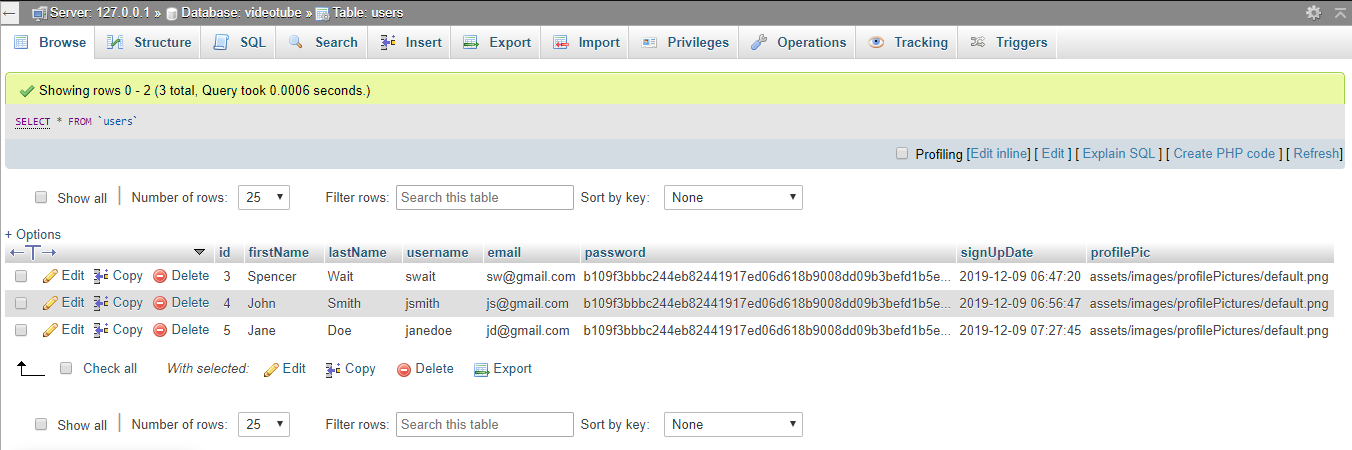 Server: 127.0.0.1 » Database: videotube » Table: users
Browse Structure SQL Search Insert Export Import Privileges Operations Tracking Triggers
Showing rows 0 - 2 (3 total, Query took 0.0006 seconds.)
SELECT * FROM `users`
Profiling [Edit inline] [ Edit ] [ Explain SQL ] [ Create PHP code ] [ Refresh]
Show all | Number of rows: 25 Filter rows: Search this table Sort by key: None
+ Options
←T→ id firstName lastName username email password signUpDate profilePic
Edit Copy Delete 3 Spencer Wait swait sw@gmail.com b109f3bbbc244eb82441917ed06d618b9008dd09b3befd1b5e... 2019-12-09 06:47:20 assets/images/profilePictures/default.png
Edit Copy Delete 4 John Smith jsmith js@gmail.com b109f3bbbc244eb82441917ed06d618b9008dd09b3befd1b5e... 2019-12-09 06:56:47 assets/images/profilePictures/default.png
Edit Copy Delete 5 Jane Doe janedoe jd@gmail.com b109f3bbbc244eb82441917ed06d618b9008dd09b3befd1b5e... 2019-12-09 07:27:45 assets/images/profilePictures/default.png
Check all With selected: Edit Copy Delete Export
Show all | Number of rows: 25 Filter rows: Search this table Sort by key: None